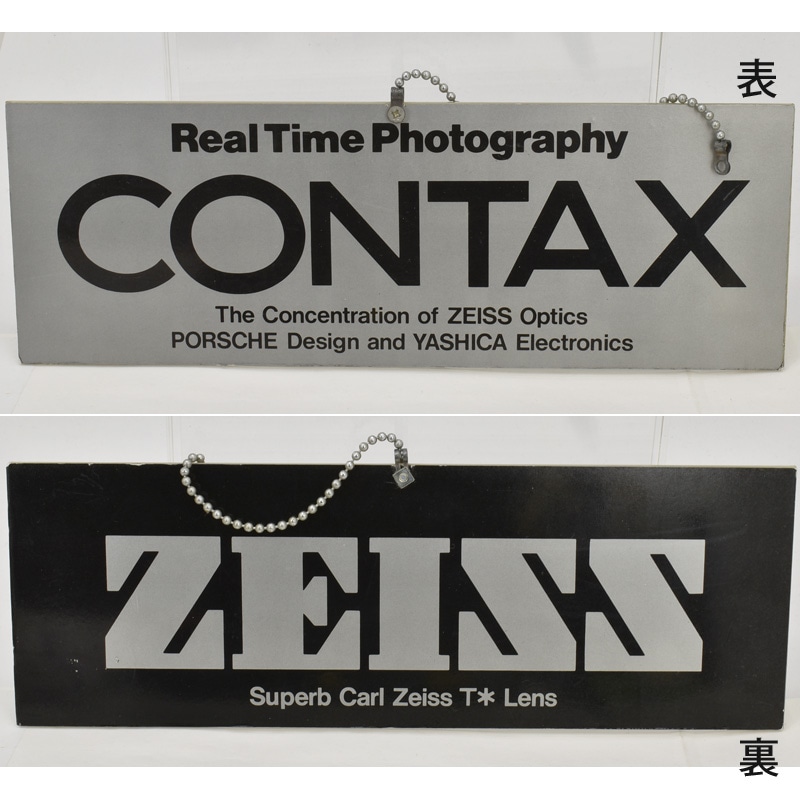 表
Real Time Photography
CONTAX
The Concentration of ZEISS Optics
PORSCHE Design and YASHICA Electronics
ZEISS
Superb Carl Zeiss T* Lens
裏